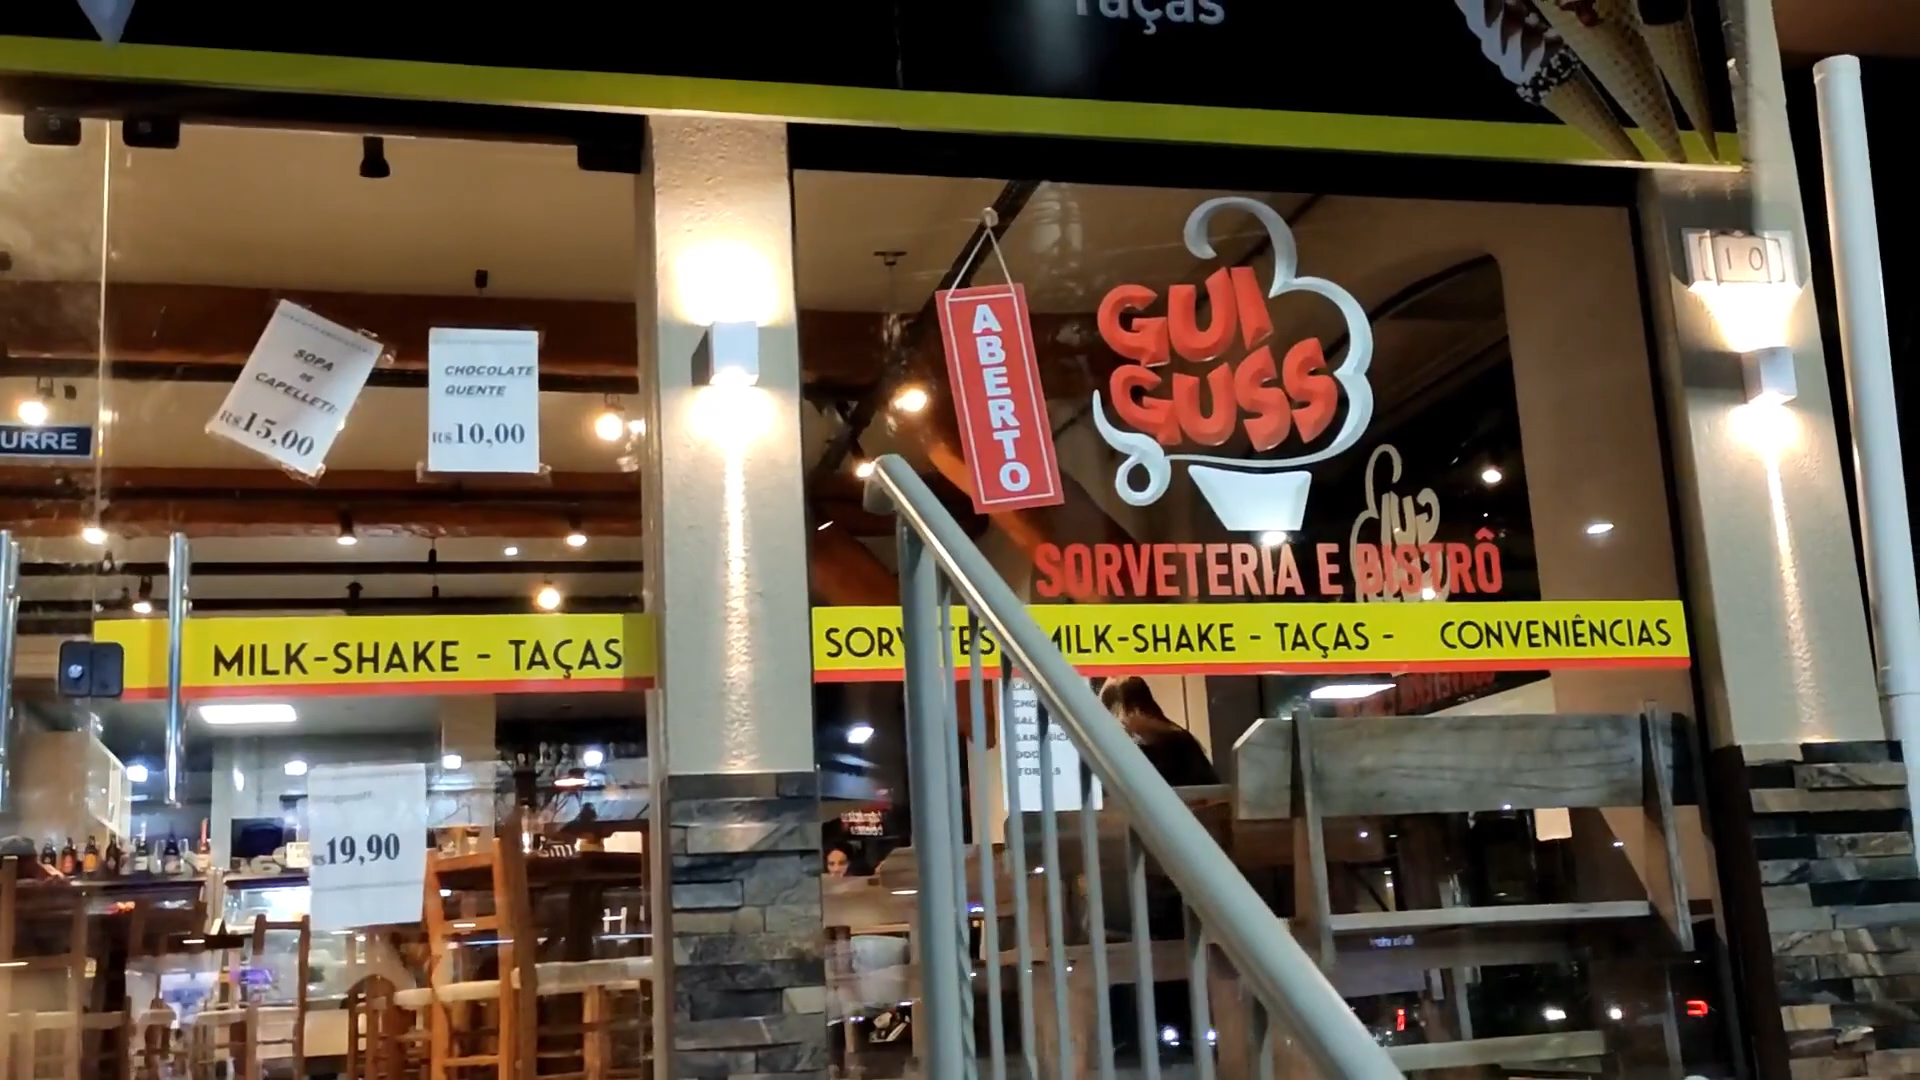 Taças
10
SOPA
DE
CAPELLETI
R$15,00
CHOCOLATE
QUENTE
R$10,00
URRE
ABERTO
GUI
GUSS
SORVETERIA E BISTRÔ
MILK-SHAKE - TAÇAS
SORVETES MILK-SHAKE - TAÇAS - CONVENIÊNCIAS
R$19,90